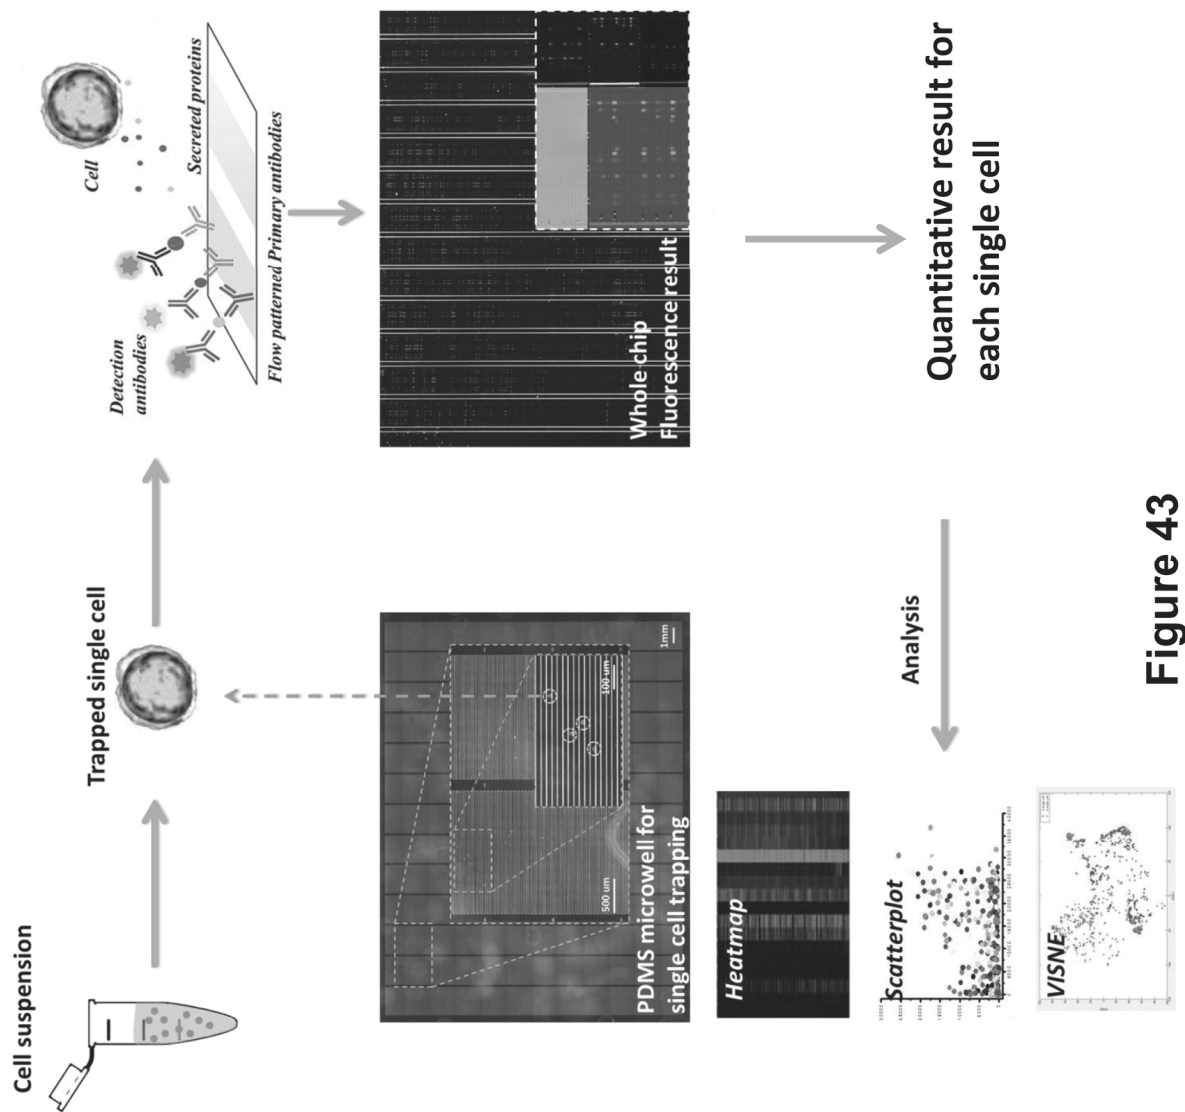 Cell suspension
Trapped single cell
Cell
Secreted proteins
Detection
antibodies
Flow patterned Primary antibodies
PDMS microwell for
single cell trapping
500 um
100 um
1mm
Whole chip
Fluorescence result
Quantitative result for
each single cell
Analysis
Heatmap
Scatterplot
VISNE
Figure 43